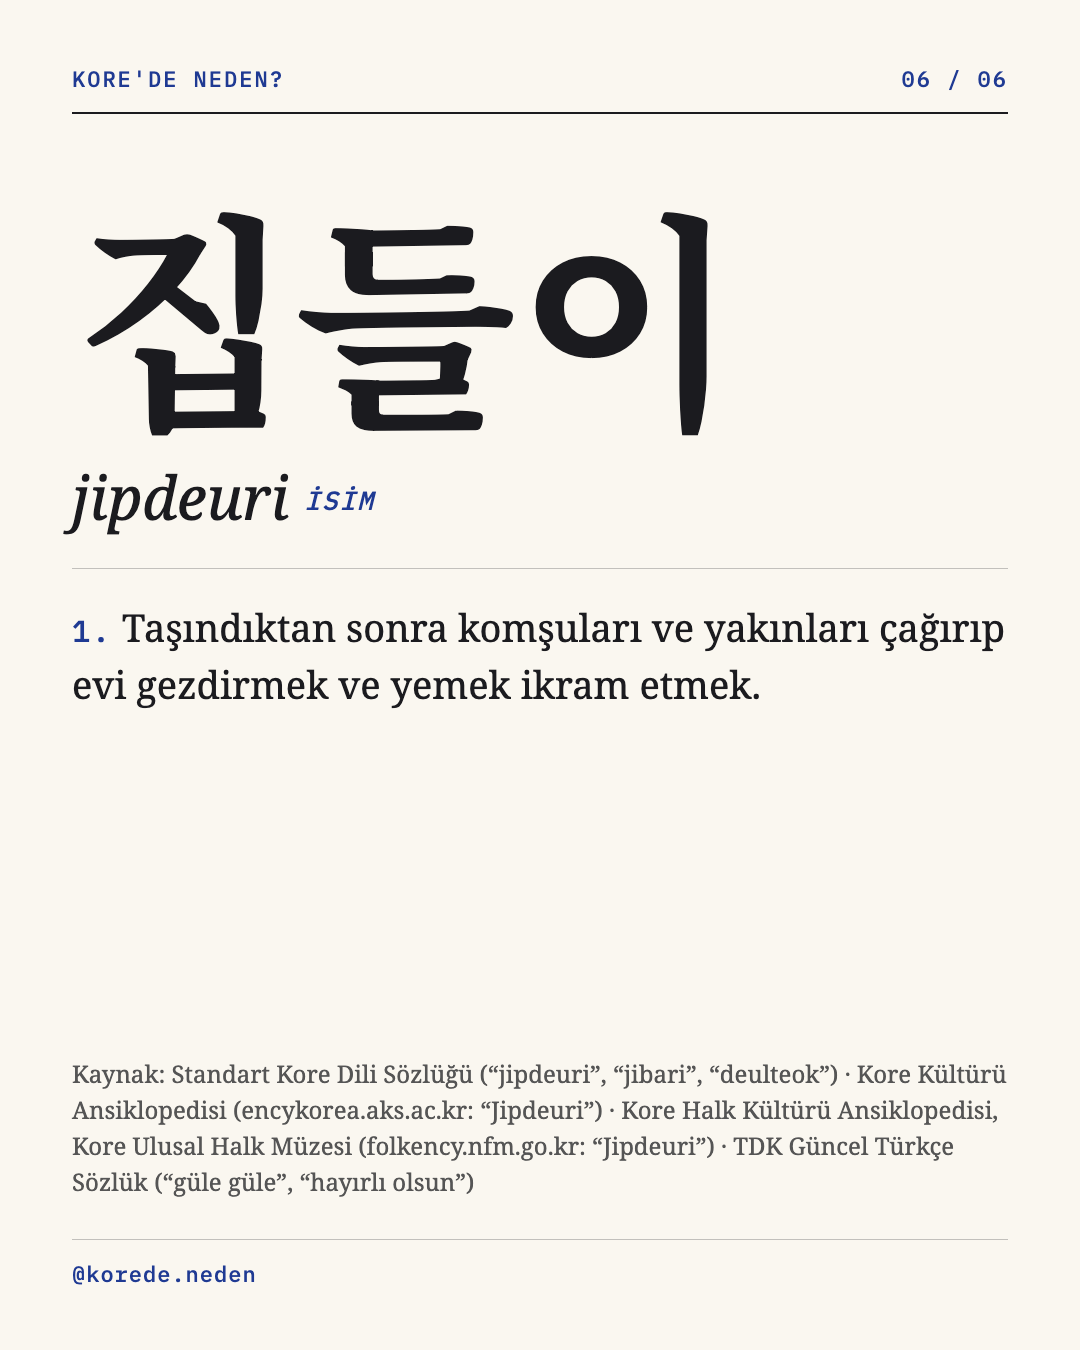 KORE'DE NEDEN?
06 / 06
집들이
jipdeuri İSİM
1. Taşındıktan sonra komşuları ve yakınları çağırıp
evi gezdirmek ve yemek ikram etmek.
Kaynak: Standart Kore Dili Sözlüğü (“jipdeuri”, “jibari”, “deulteok”) · Kore Kültürü
Ansiklopedisi (encykorea.aks.ac.kr: “Jipdeuri”) · Kore Halk Kültürü Ansiklopedisi,
Kore Ulusal Halk Müzesi (folkency.nfm.go.kr: “Jipdeuri”) · TDK Güncel Türkçe
Sözlük (“güle güle”, “hayırlı olsun”)
@korede.neden